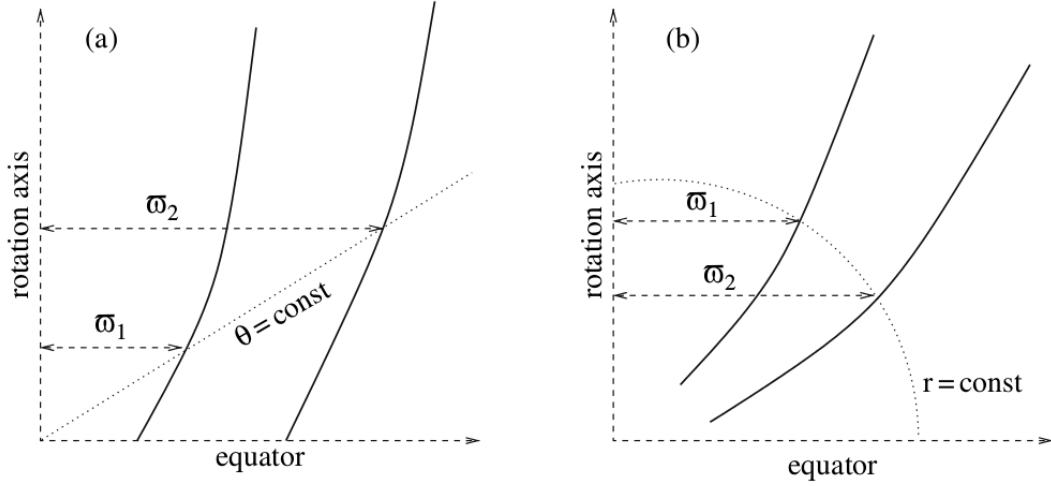 (a)
rotation axis
ϖ2
ϖ1
θ = const
equator
(b)
rotation axis
ϖ1
ϖ2
r = const
equator